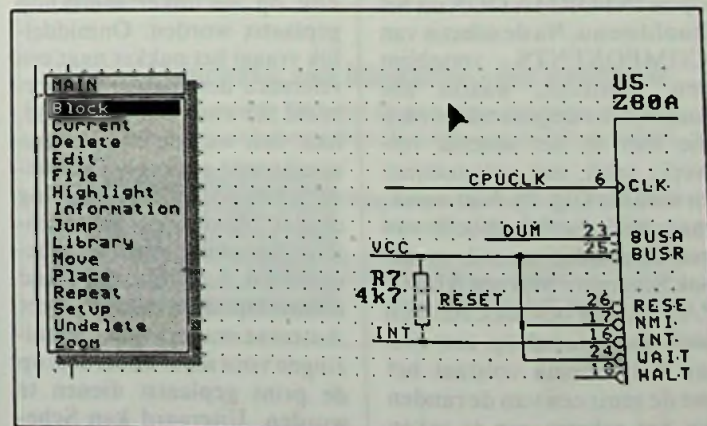 MAIN
Block
Current
Delete
Edit
File
Highlight
Information
Jump
Library
Move
Place
Repeat
Setup
Undelete
Zoom
U5
Z80A
CPUCLK 6 CLK
DUM 23 BUSA
VCC 25 BUSR
R7
4k7
RESET 26 RESE
17 NMI
INT 16 INT
24 WAIT
18 HALT